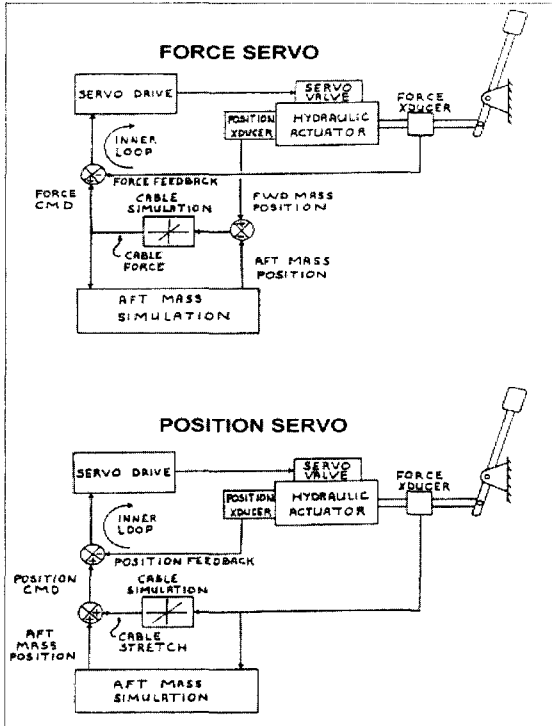 FORCE SERVO
SERVO DRIVE
SERVO
VALVE
POSITION
XDUCER
HYDRAULIC
ACTUATOR
FORCE
XDUCER
INNER
LOOP
FORCE FEEDBACK
FORCE
CMD
CABLE
SIMULATION
FWD MASS
POSITION
CABLE
FORCE
AFT MASS
POSITION
AFT MASS
SIMULATION
POSITION SERVO
SERVO DRIVE
SERVO
VALVE
POSITION
XDUCER
HYDRAULIC
ACTUATOR
FORCE
XDUCER
INNER
LOOP
POSITION FEEDBACK
POSITION
CMD
CABLE
SIMULATION
AFT
MASS
POSITION
CABLE
STRETCH
AFT MASS
SIMULATION